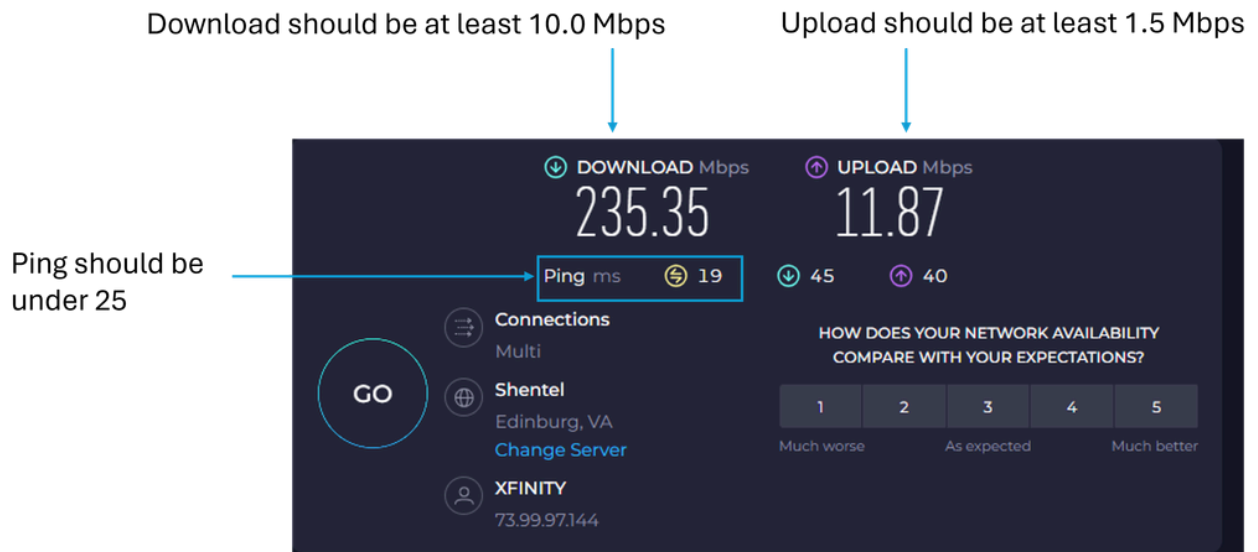 Download should be at least 10.0 Mbps
Upload should be at least 1.5 Mbps
DOWNLOAD Mbps
UPLOAD Mbps
235.35
11.87
Ping should be
under 25
Ping ms 19 45 40
Connections
Multi
HOW DOES YOUR NETWORK AVAILABILITY
COMPARE WITH YOUR EXPECTATIONS?
GO
Shentel
Edinburg, VA
Change Server
1 2 3 4 5
Much worse As expected Much better
XFINITY
73.99.97.144